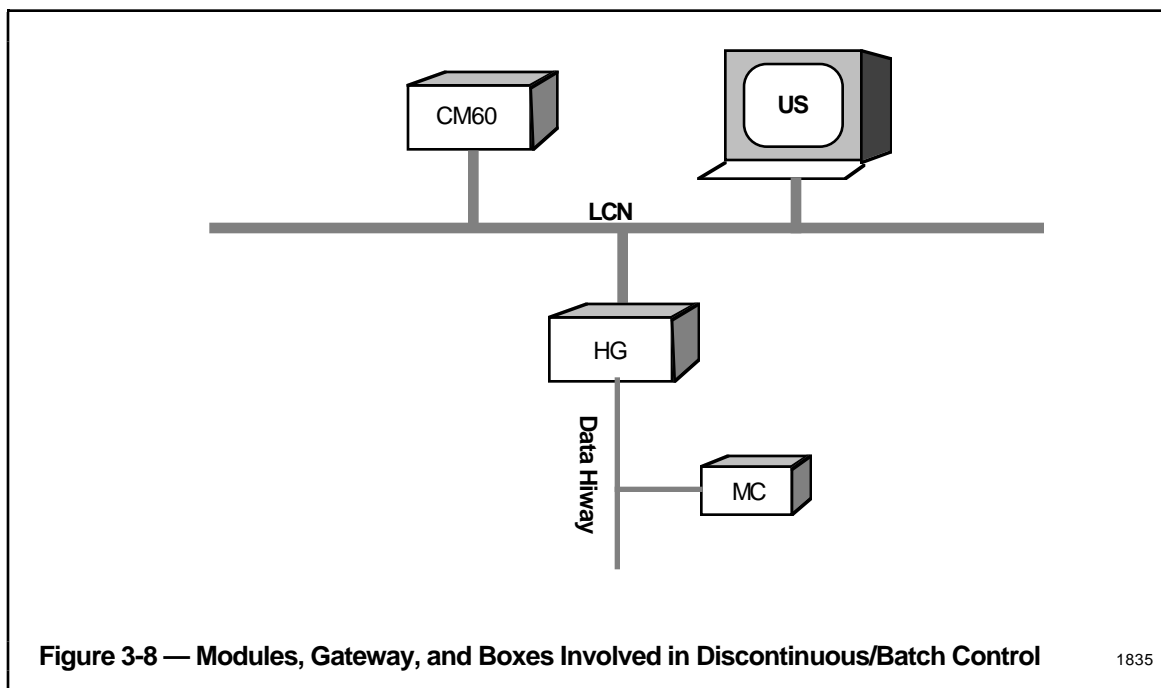 CM60
US
LCN
HG
Data Hiway
MC
Figure 3-8 — Modules, Gateway, and Boxes Involved in Discontinuous/Batch Control 1835